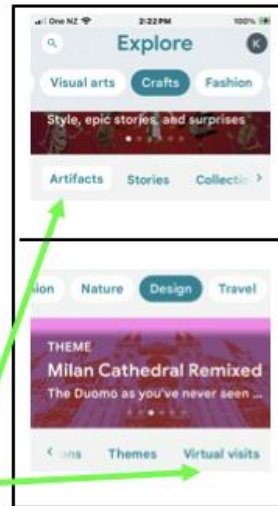 One NZ 2:22 PM 100%
Explore K
Visual arts Crafts Fashion
Style, epic stories, and surprises
Artifacts Stories Collectio
ion Nature Design Travel
THEME
Milan Cathedral Remixed
The Duomo as you've never seen ...
ons Themes Virtual visits